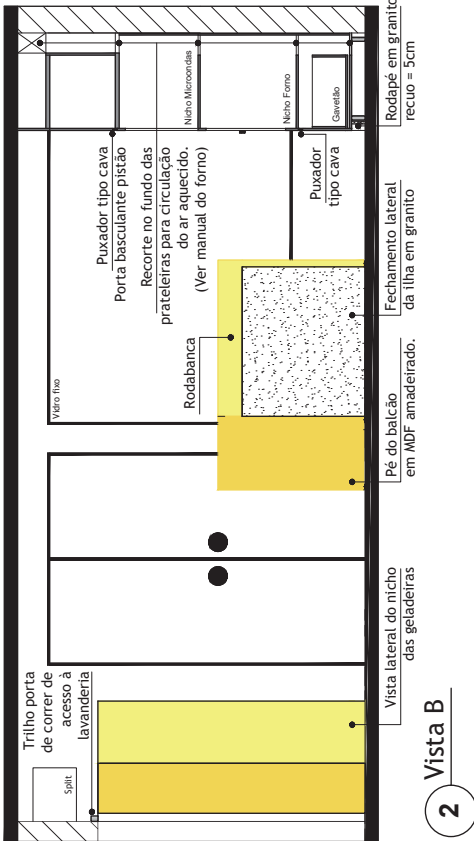 Trilho porta
de correr de
acesso à
lavanderia
Split
Vidro fixo
Puxador tipo cava
Porta basculante pistão
Recorte no fundo das
prateleiras para circulação
do ar aquecido.
(Ver manual do forno)
Nicho Microondas
Nicho Forno
Gavetão
Rodabanca
Puxador
tipo cava
Vista lateral do nicho
das geladeiras
Pé do balcão
em MDF amadeirado.
Fechamento lateral
da ilha em granito
Rodapé em granito
recuo = 5cm
2
Vista B